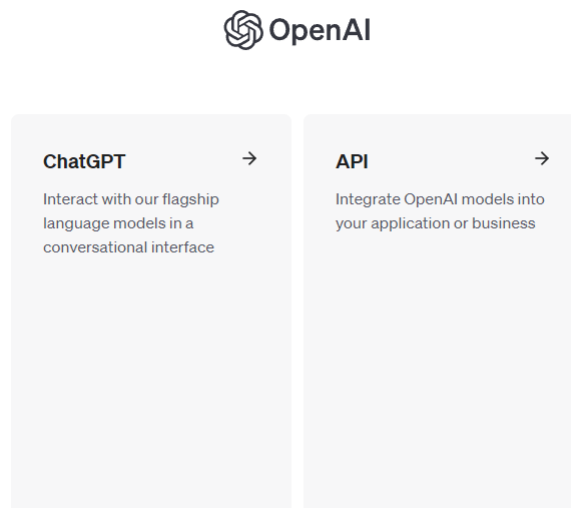 OpenAI
ChatGPT
Interact with our flagship
language models in a
conversational interface
API
Integrate OpenAI models into
your application or business